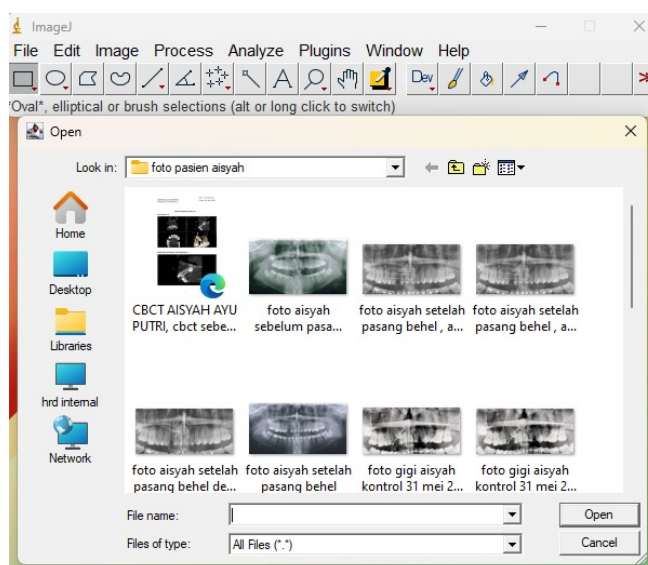 ImageJ
File Edit Image Process Analyze Plugins Window Help
Dev
*Oval*, elliptical or brush selections (alt or long click to switch)
Open
Look in: foto pasien aisyah
Home
Desktop
Libraries
hrd internal
Network
CBCT AISYAH AYU
PUTRI, cbct sebe...
foto aisyah
sebelum pasa...
foto aisyah setelah
pasang behel , a...
foto aisyah setelah
pasang behel , a...
foto aisyah setelah
pasang behel de...
foto aisyah setelah
pasang behel
foto gigi aisyah
kontrol 31 mei 2...
foto gigi aisyah
kontrol 31 mei 2...
File name:
Open
Files of type: All Files (*.*)
Cancel